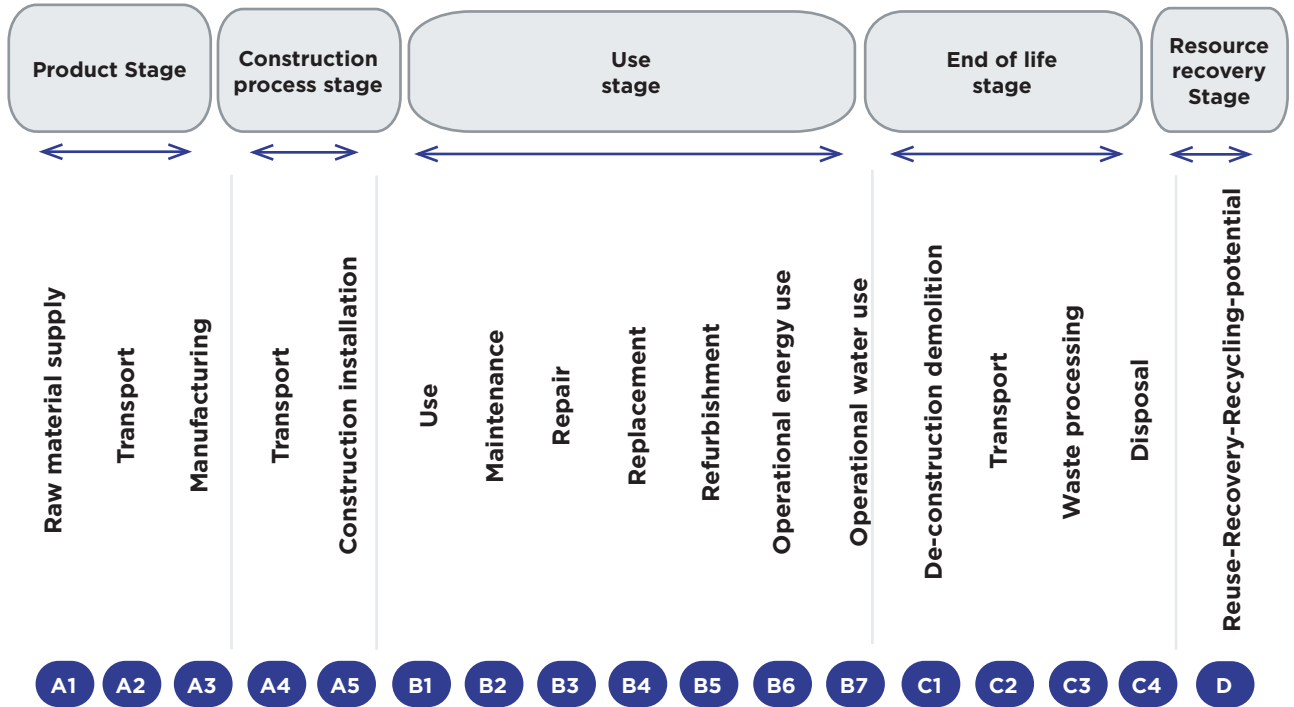 Product Stage
Construction
process stage
Use
stage
End of life
stage
Resource
recovery
Stage
Raw material supply
Transport
Manufacturing
Transport
Construction installation
Use
Maintenance
Repair
Replacement
Refurbishment
Operational energy use
Operational water use
De-construction demolition
Transport
Waste processing
Disposal
Reuse-Recovery-Recycling-potential
A1
A2
A3
A4
A5
B1
B2
B3
B4
B5
B6
B7
C1
C2
C3
C4
D